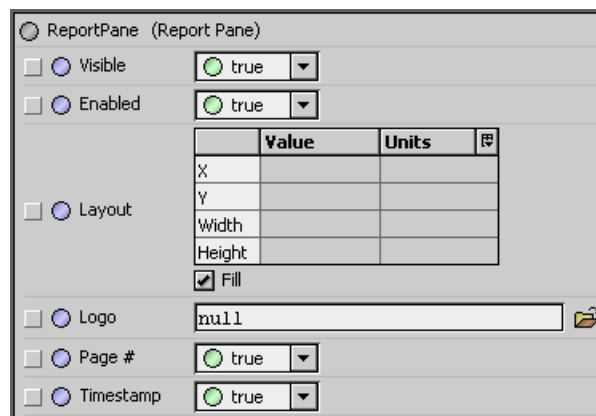 ReportPane (Report Pane)
Visible true
Enabled true
Value Units
X
Y
Layout
Width
Height
Fill
Logo null
Page # true
Timestamp true